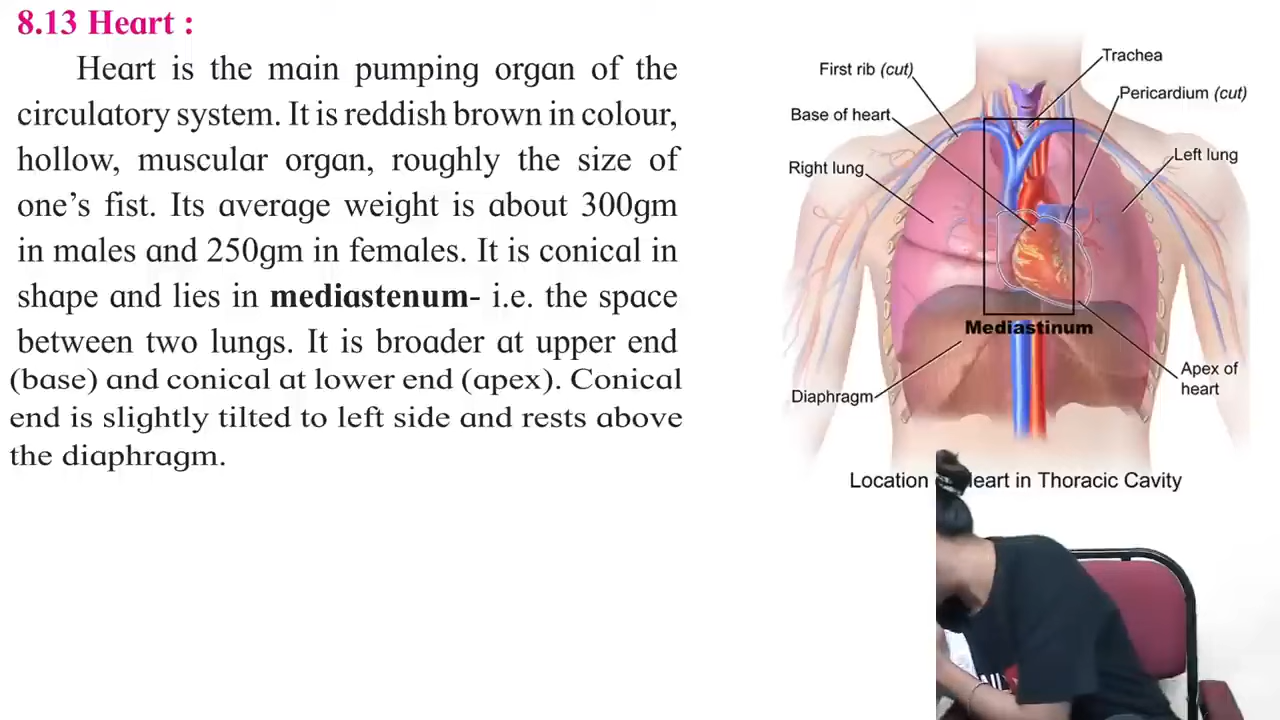 8.13 Heart :
Heart is the main pumping organ of the
circulatory system. It is reddish brown in colour,
hollow, muscular organ, roughly the size of
one’s fist. Its average weight is about 300gm
in males and 250gm in females. It is conical in
shape and lies in mediastenum- i.e. the space
between two lungs. It is broader at upper end
(base) and conical at lower end (apex). Conical
end is slightly tilted to left side and rests above
the diaphragm.
Trachea
First rib (cut)
Pericardium (cut)
Base of heart
Left lung
Right lung
Mediastinum
Apex of
heart
Diaphragm
Location Heart in Thoracic Cavity